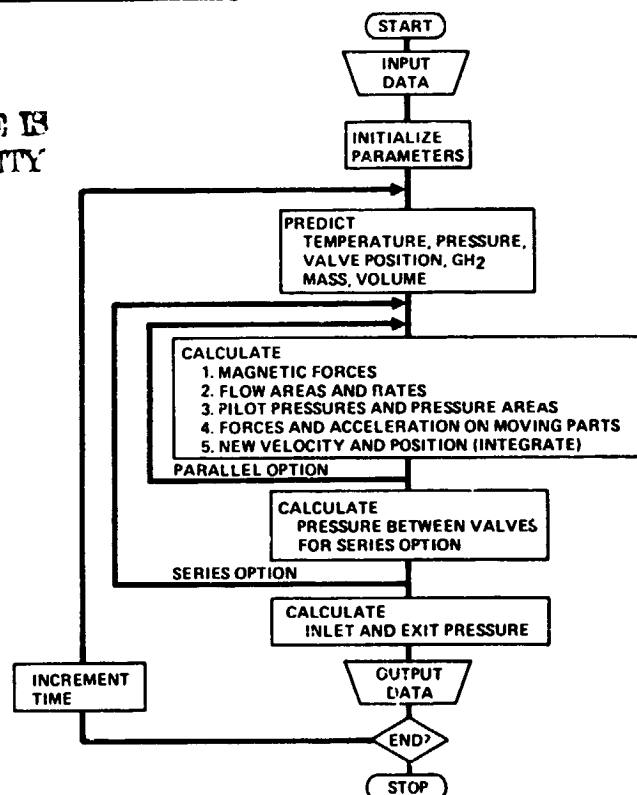 START
INPUT
DATA
E IS
ITY
INITIALIZE
PARAMETERS
PREDICT
TEMPERATURE, PRESSURE,
VALVE POSITION, GH2
MASS, VOLUME
CALCULATE
1. MAGNETIC FORCES
2. FLOW AREAS AND RATES
3. PILOT PRESSURES AND PRESSURE AREAS
4. FORCES AND ACCELERATION ON MOVING PARTS
5. NEW VELOCITY AND POSITION (INTEGRATE)
PARALLEL OPTION
CALCULATE
PRESSURE BETWEEN VALVES
FOR SERIES OPTION
SERIES OPTION
CALCULATE
INLET AND EXIT PRESSURE
INCREMENT
TIME
OUTPUT
DATA
END?
STOP